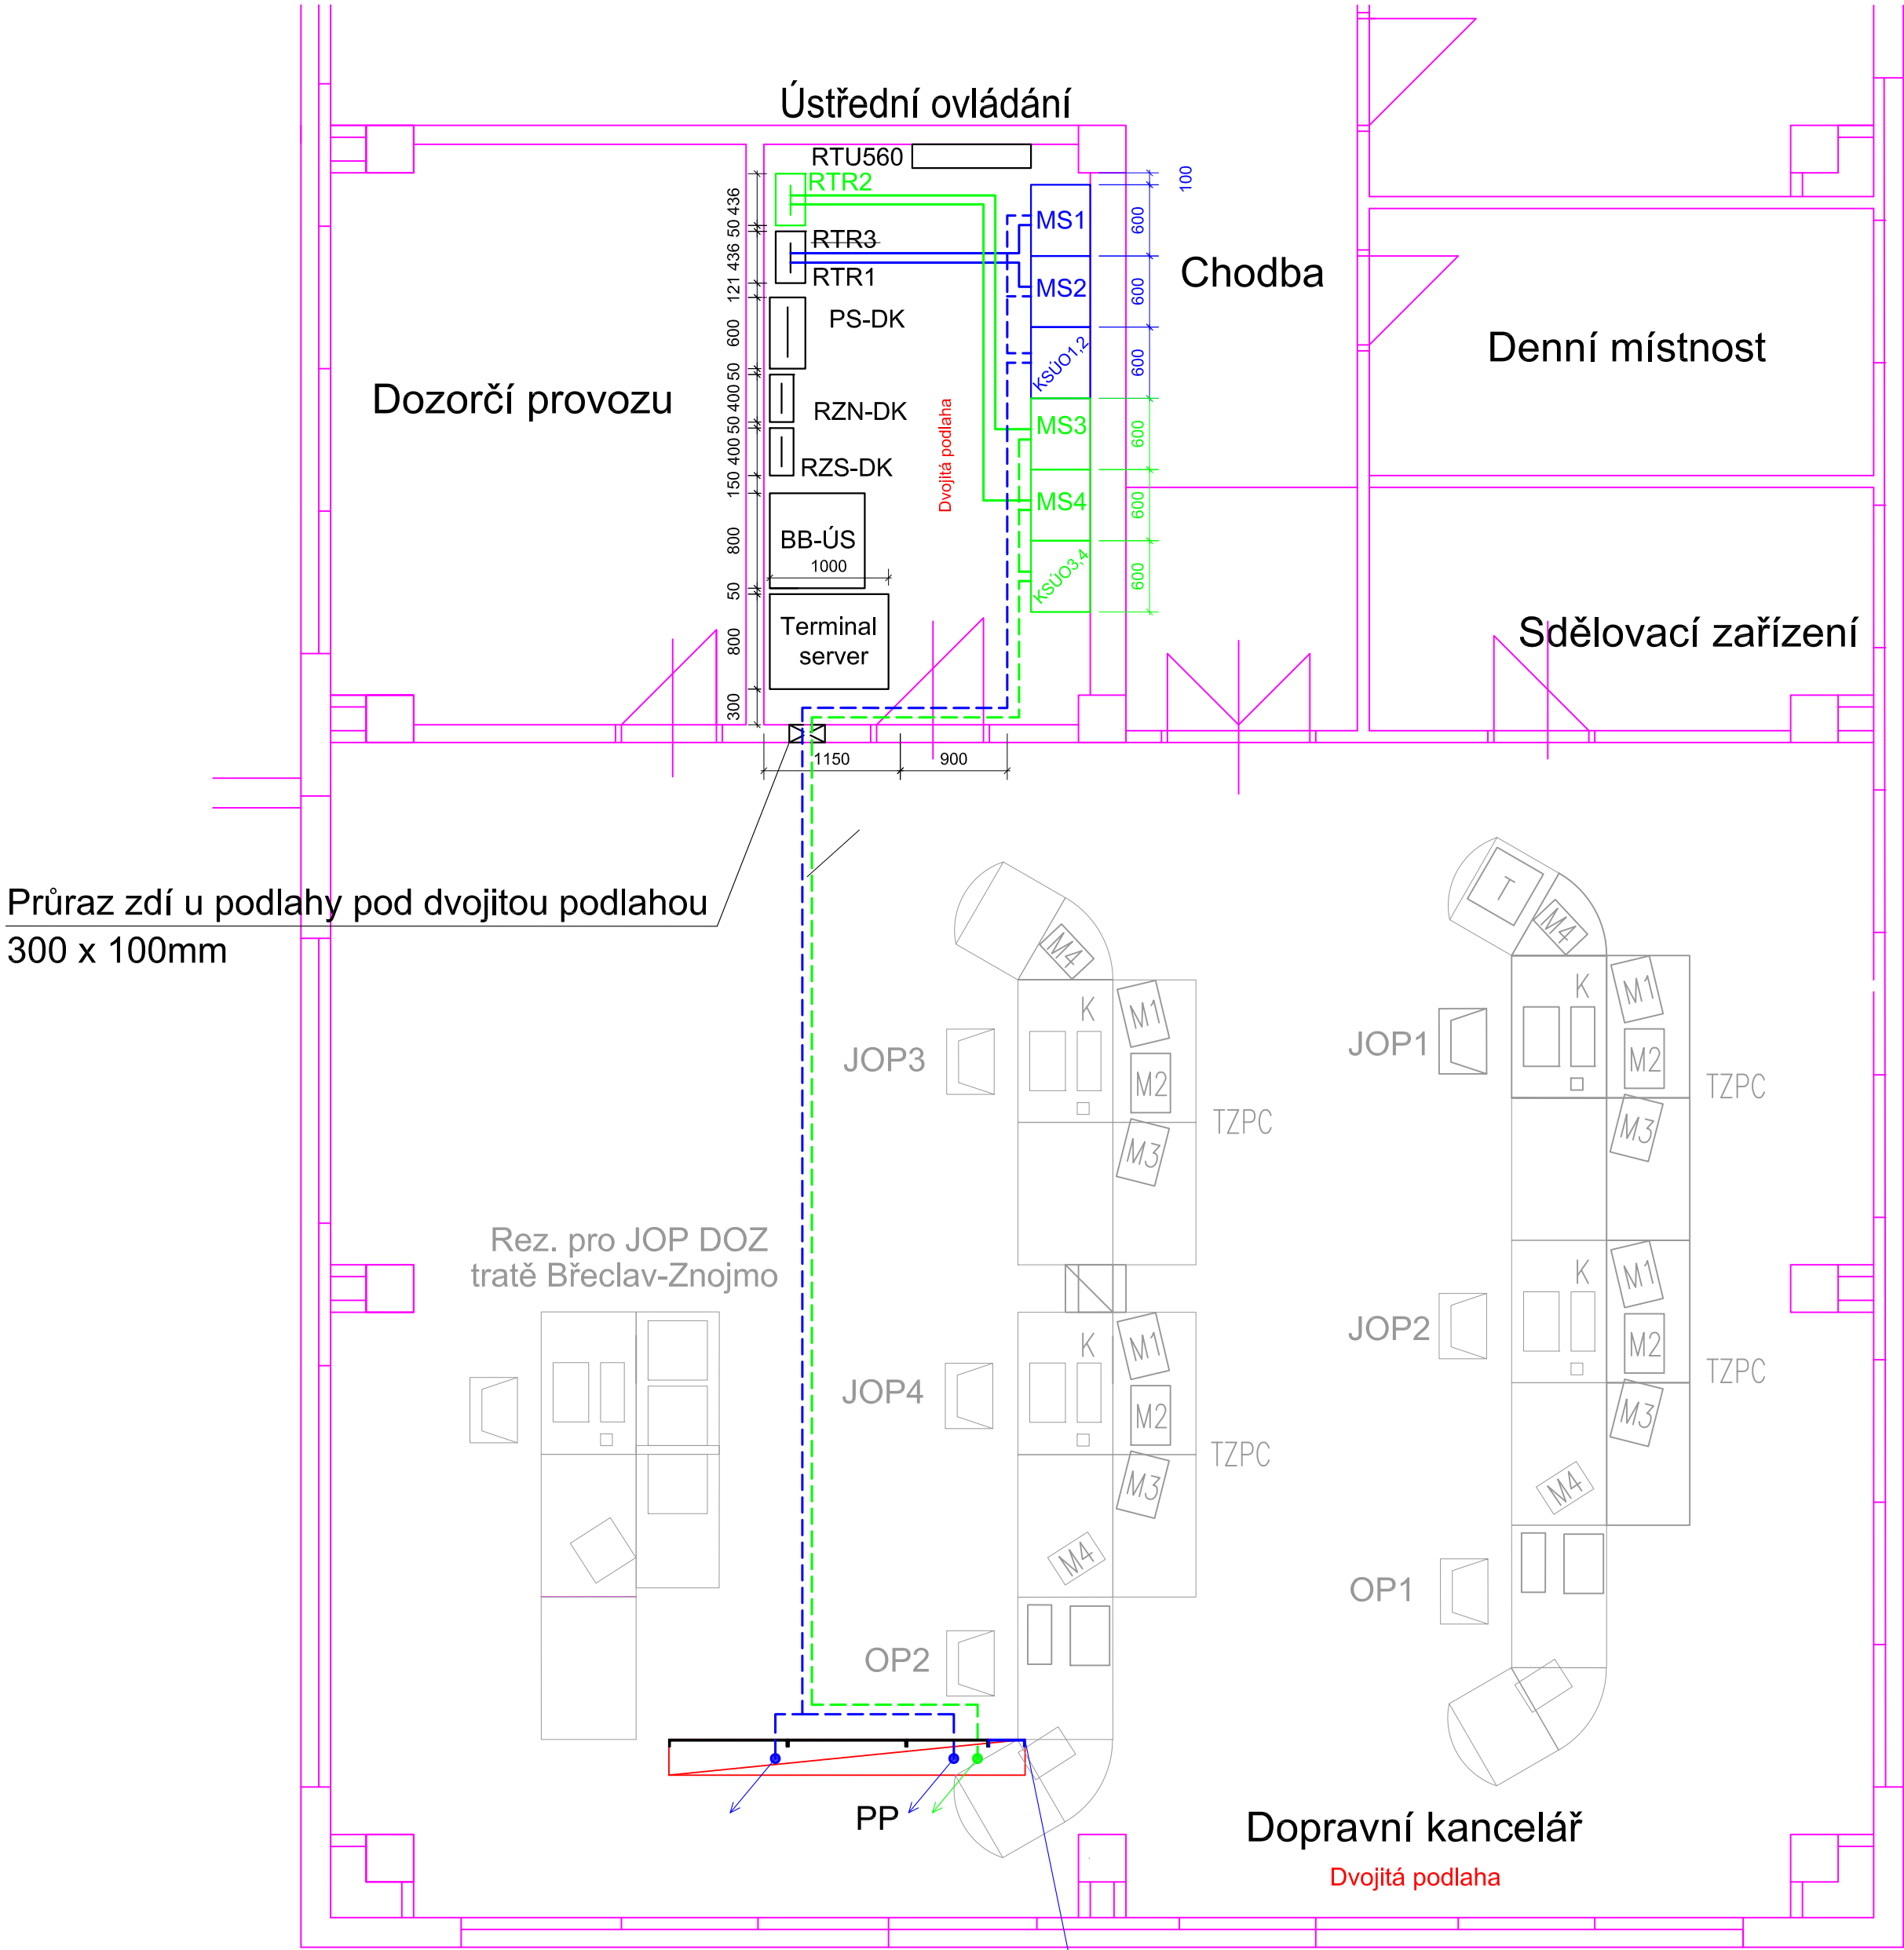 Ústřední ovládání
RTU560
RTR2
RTR3
RTR1
PS-DK
RZN-DK
RZS-DK
BB-ÚS
1000
Terminal
server
436
50
436
121
600
50
400
50
400
150
800
50
800
300
1150
900
Dvojitá podlaha
MS1
MS2
KSÚO1,2
MS3
MS4
KSÚO3,4
100
600
600
600
600
600
600
Dozorčí provozu
Chodba
Denní místnost
Sdělovací zařízení
Průraz zdí u podlahy pod dvojitou podlahou
300 x 100mm
JOP3
M4
K
M1
M2
M3
TZPC
JOP1
T
M4
K
M1
M2
M3
TZPC
Rez. pro JOP DOZ
tratě Břeclav-Znojmo
JOP4
K
M1
M2
M3
M4
TZPC
JOP2
K
M1
M2
M3
M4
TZPC
OP2
OP1
PP
Dopravní kancelář
Dvojitá podlaha